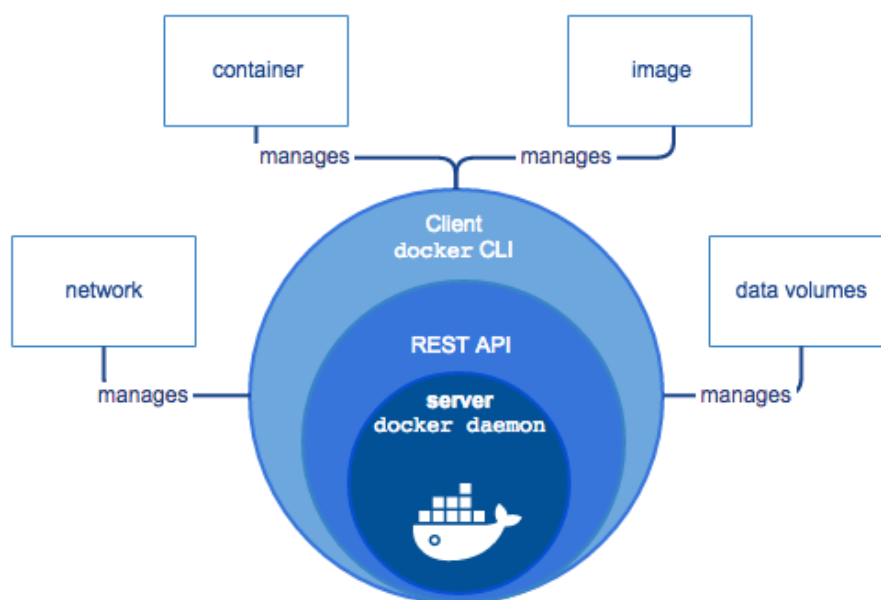 container
image
manages
manages
Client
docker CLI
network
data volumes
REST API
manages
manages
server
docker daemon